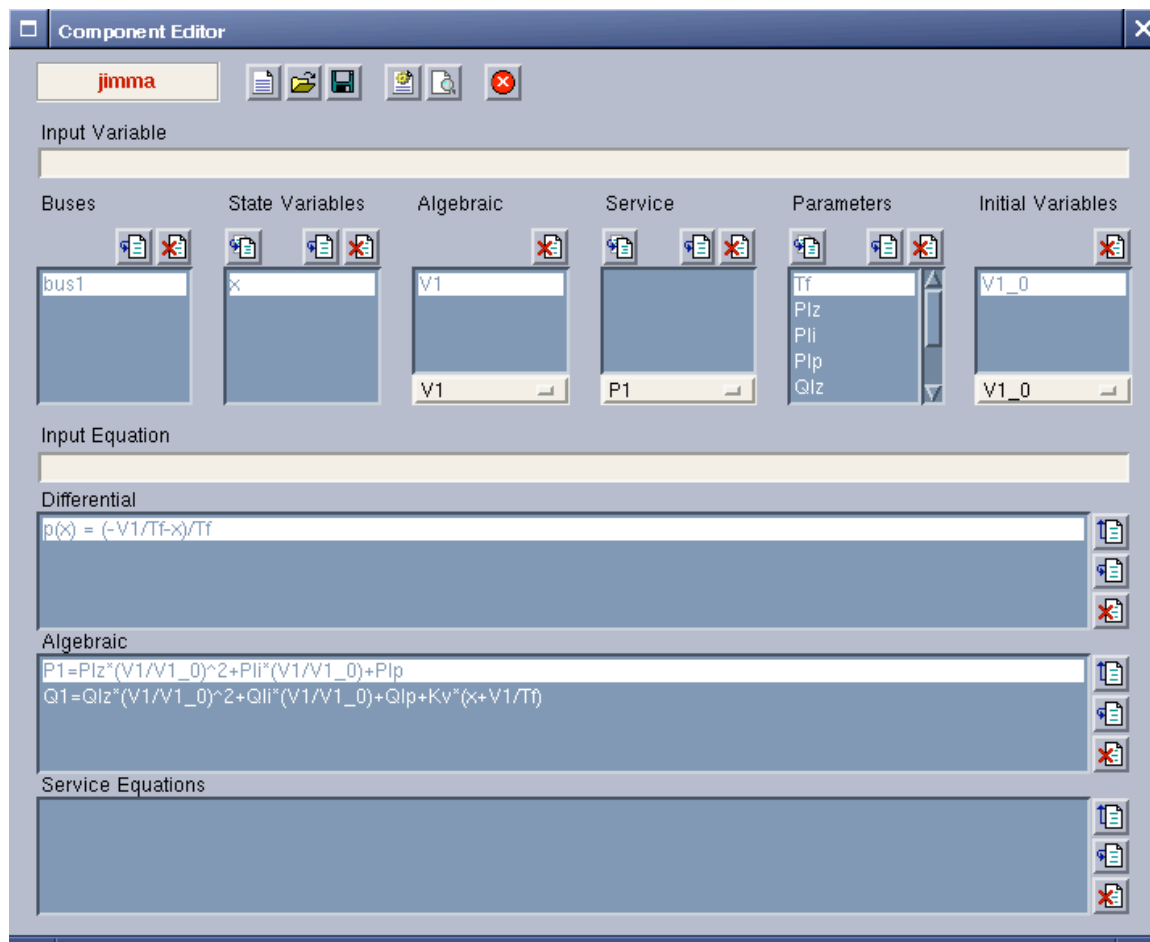 Component Editor
jimma
Input Variable
Buses State Variables Algebraic Service Parameters Initial Variables
bus1 x V1 Tf V1_0
Plz
Pli
Plp
V1 P1 Qlz V1_0
Input Equation
Differential
p(x) = (-V1/Tf-x)/Tf
Algebraic
P1=Plz*(V1/V1_0)^2+Pli*(V1/V1_0)+Plp
Q1=Qlz*(V1/V1_0)^2+Qli*(V1/V1_0)+Qlp+Kv*(x+V1/Tf)
Service Equations